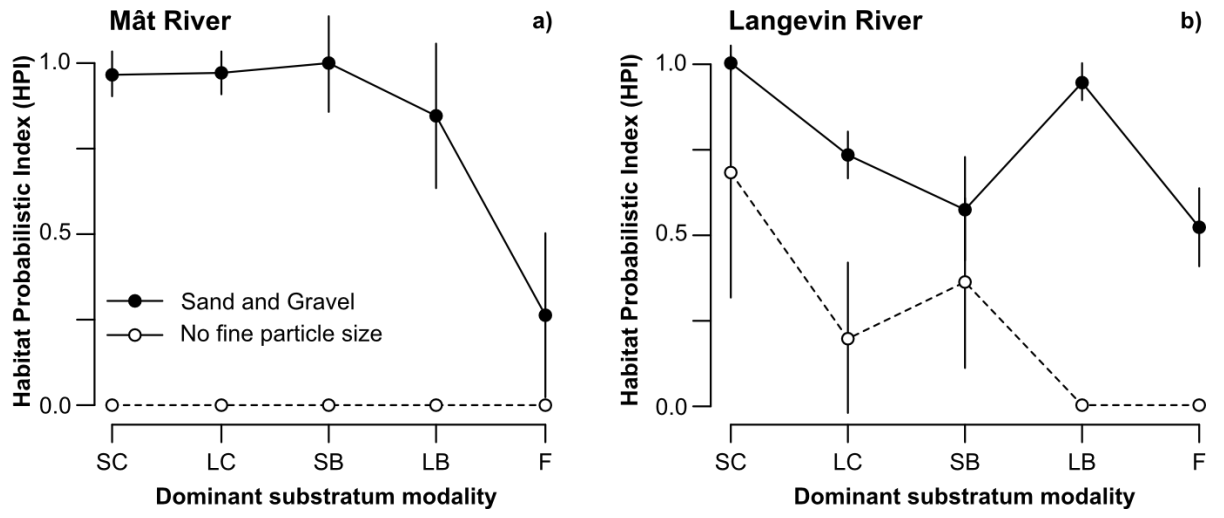 Mât River
a)
Habitat Probabilistic Index (HPI)
1.0
0.5
0.0
Sand and Gravel
No fine particle size
SC LC SB LB F
Dominant substratum modality
Langevin River
b)
Habitat Probabilistic Index (HPI)
1.0
0.5
0.0
SC LC SB LB F
Dominant substratum modality